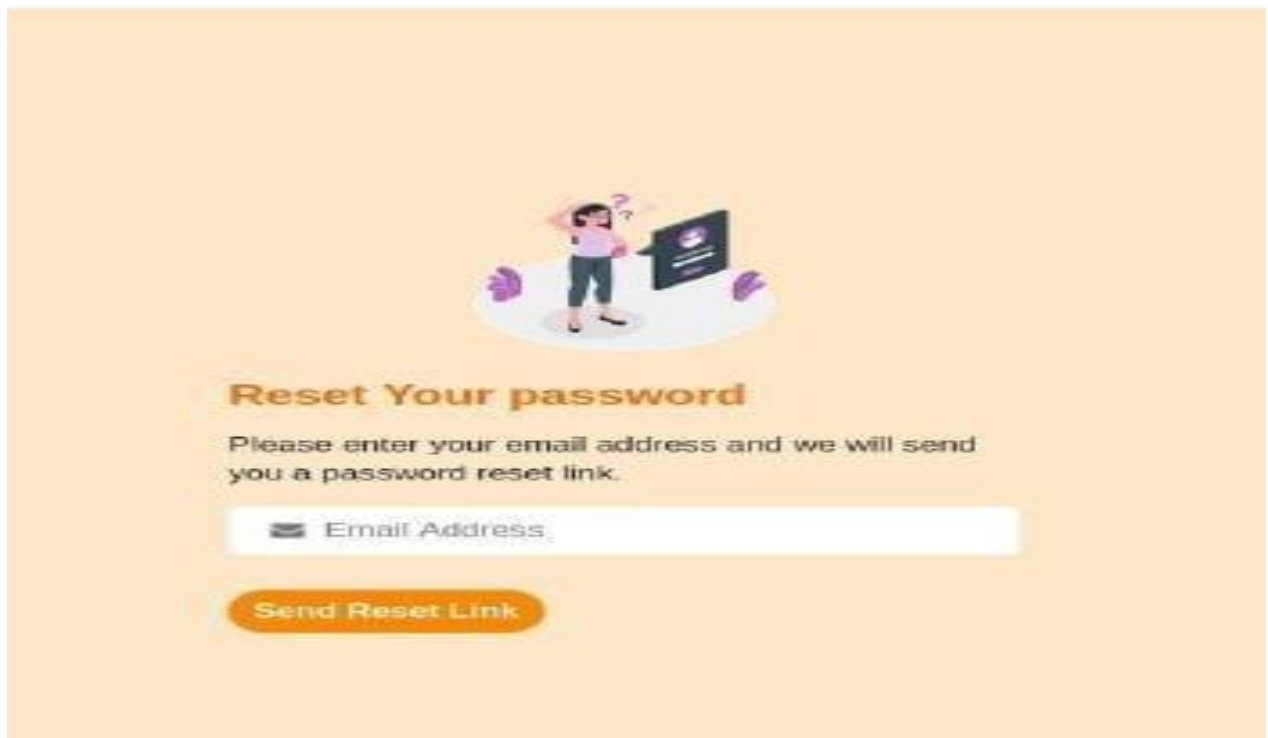 ? ?
Reset Your password
Please enter your email address and we will send
you a password reset link.
Email Address
Send Reset Link